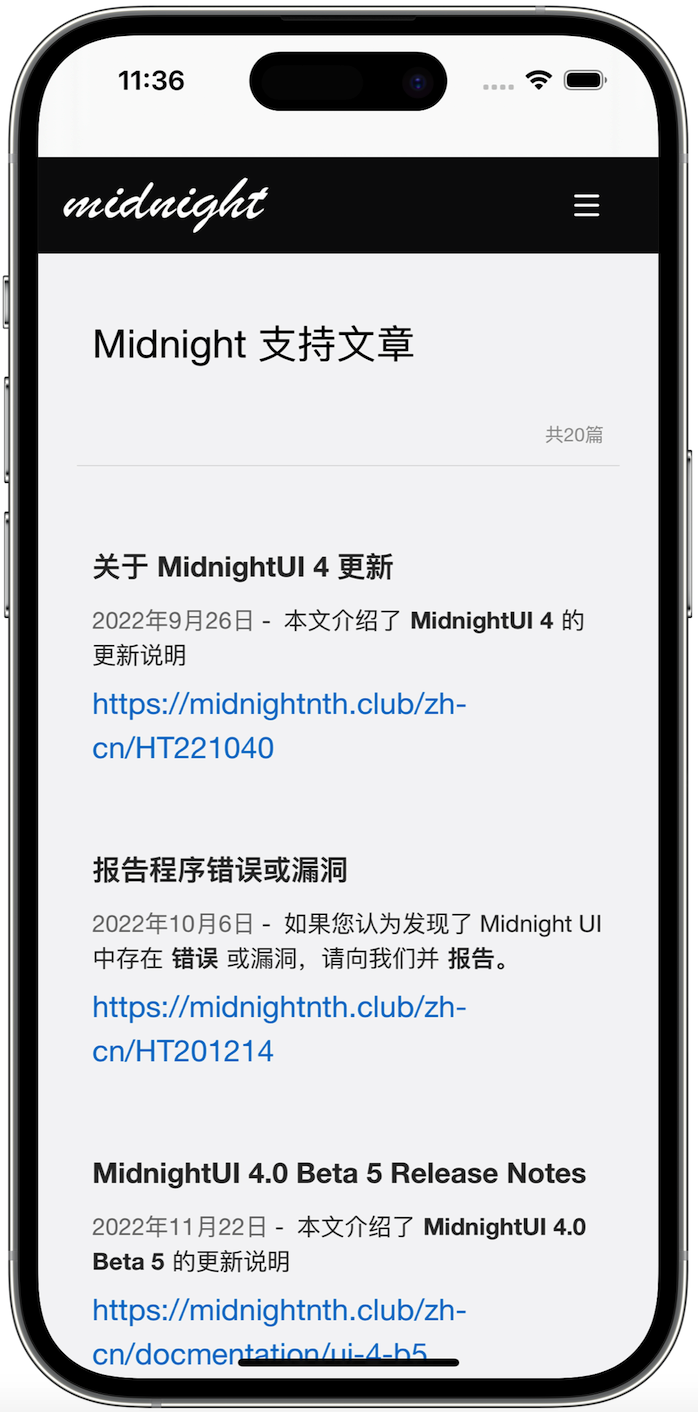 11:36
midnight
Midnight 支持文章
共20篇
关于 MidnightUI 4 更新
2022年9月26日 - 本文介绍了 MidnightUI 4 的
更新说明
https://midnightnth.club/zh-
cn/HT221040
报告程序错误或漏洞
2022年10月6日 - 如果您认为发现了 Midnight UI
中存在 错误 或漏洞，请向我们并 报告。
https://midnightnth.club/zh-
cn/HT201214
MidnightUI 4.0 Beta 5 Release Notes
2022年11月22日 - 本文介绍了 MidnightUI 4.0
Beta 5 的更新说明
https://midnightnth.club/zh-
cn/docmentation/ui-4-b5